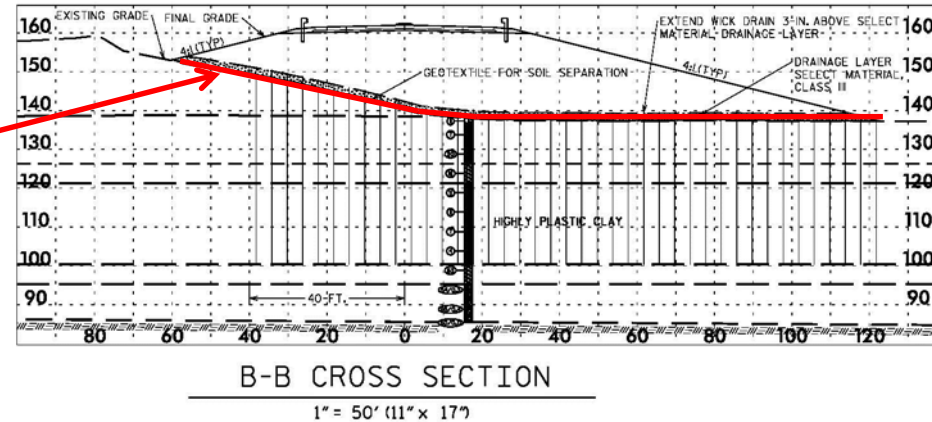 EXISTING GRADE
FINAL GRADE
4:1(TYP)
EXTEND WICK DRAIN 3-IN. ABOVE SELECT
MATERIAL DRAINAGE LAYER
4:1(TYP)
DRAINAGE LAYER
SELECT MATERIAL,
CLASS III
GEOTEXTILE FOR SOIL SEPARATION
160
150
140
130
120
110
100
90
160
150
140
130
120
110
100
90
HIGHLY PLASTIC CLAY
40-FT.
80 60 40 20 0 20 40 60 80 100 120
B-B CROSS SECTION
1" = 50' (11" x 17")